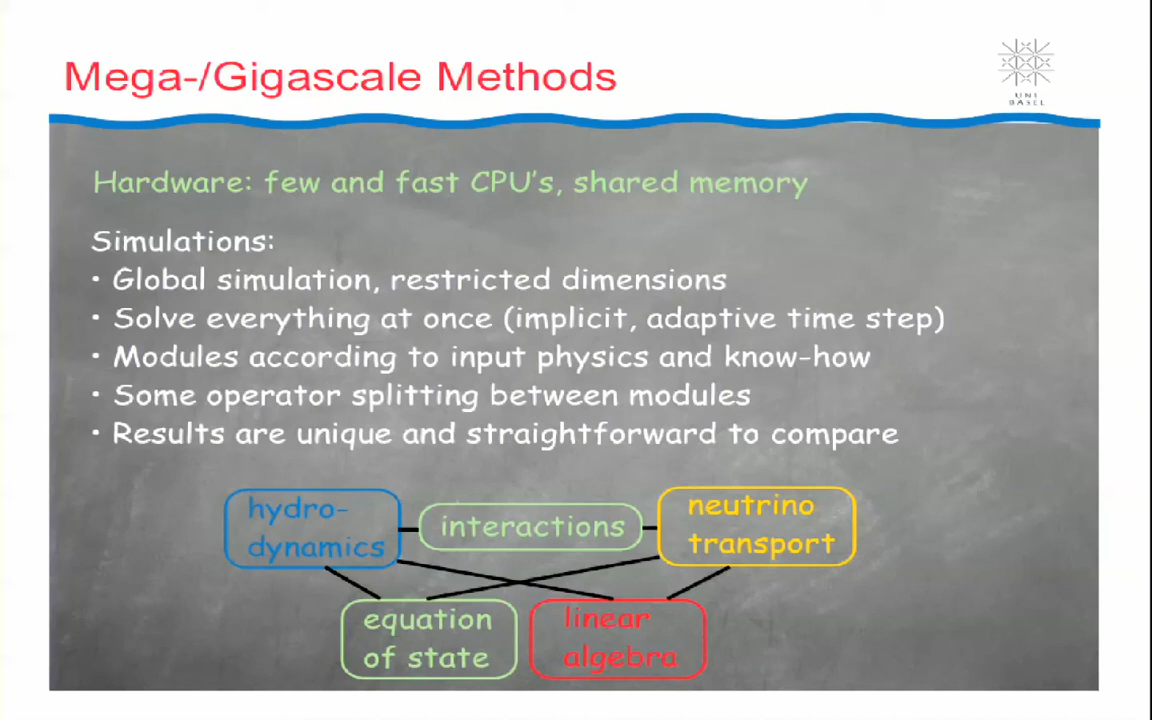 Mega-/Gigascale Methods
UNI
BASEL
Hardware: few and fast CPU's, shared memory
Simulations:
• Global simulation, restricted dimensions
• Solve everything at once (implicit, adaptive time step)
• Modules according to input physics and know-how
• Some operator splitting between modules
• Results are unique and straightforward to compare
hydro-
dynamics
interactions
neutrino
transport
equation
of state
linear
algebra